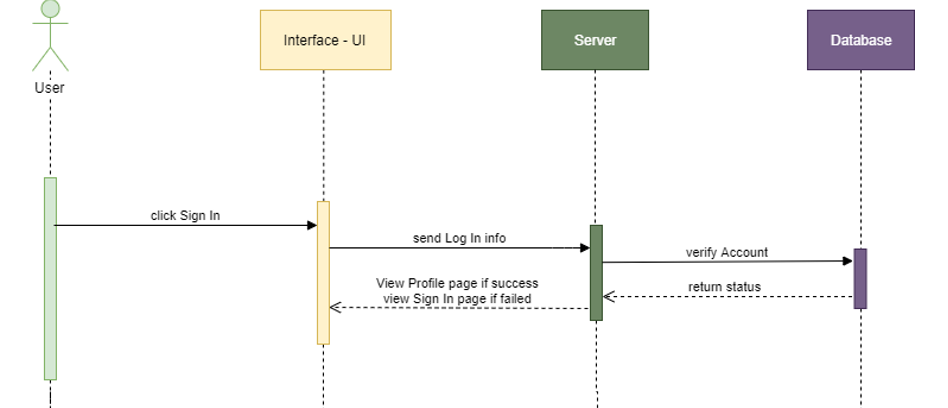 Interface - UI
Server
Database
User
click Sign In
send Log In info
verify Account
View Profile page if success
view Sign In page if failed
return status